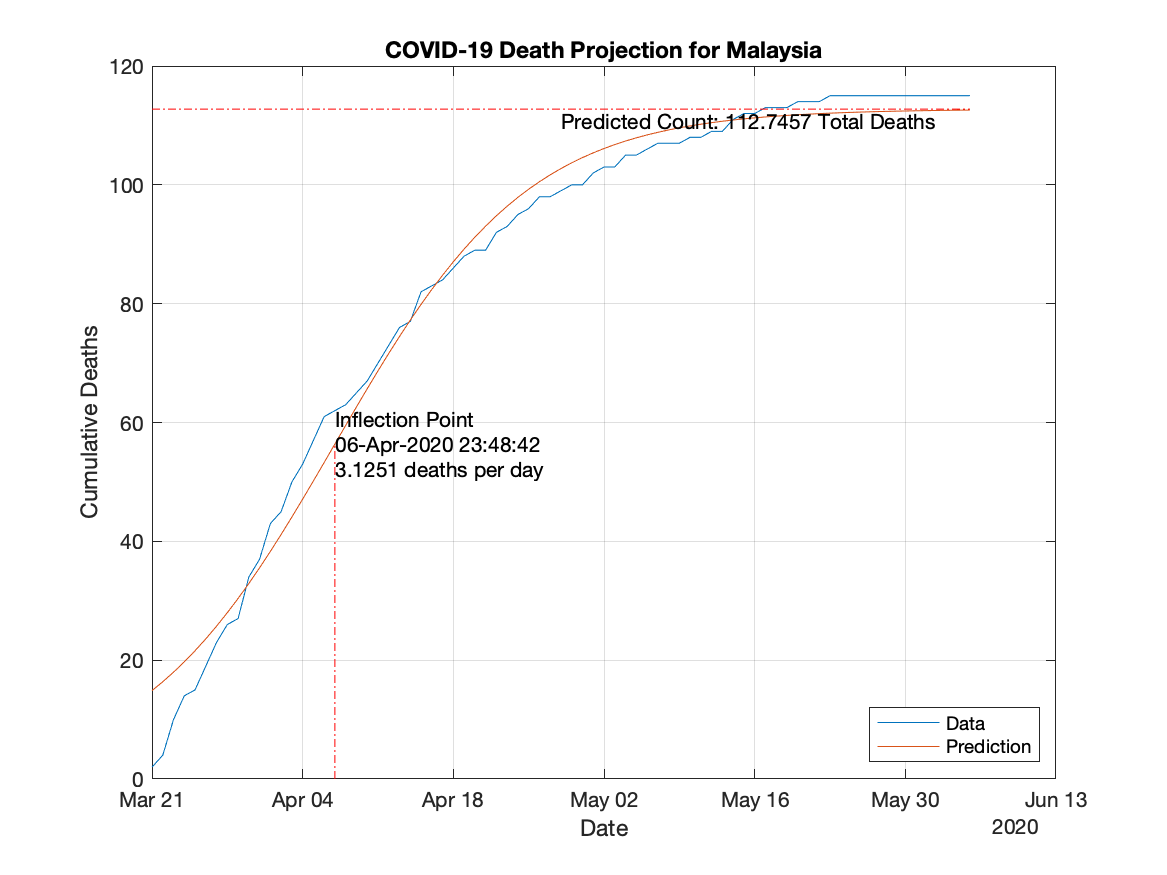 COVID-19 Death Projection for Malaysia
120
100
80
60
40
20
0
Cumulative Deaths
Predicted Count: 112.7457 Total Deaths
Inflection Point
06-Apr-2020 23:48:42
3.1251 deaths per day
Data
Prediction
Mar 21 Apr 04 Apr 18 May 02 May 16 May 30 Jun 13
Date
2020